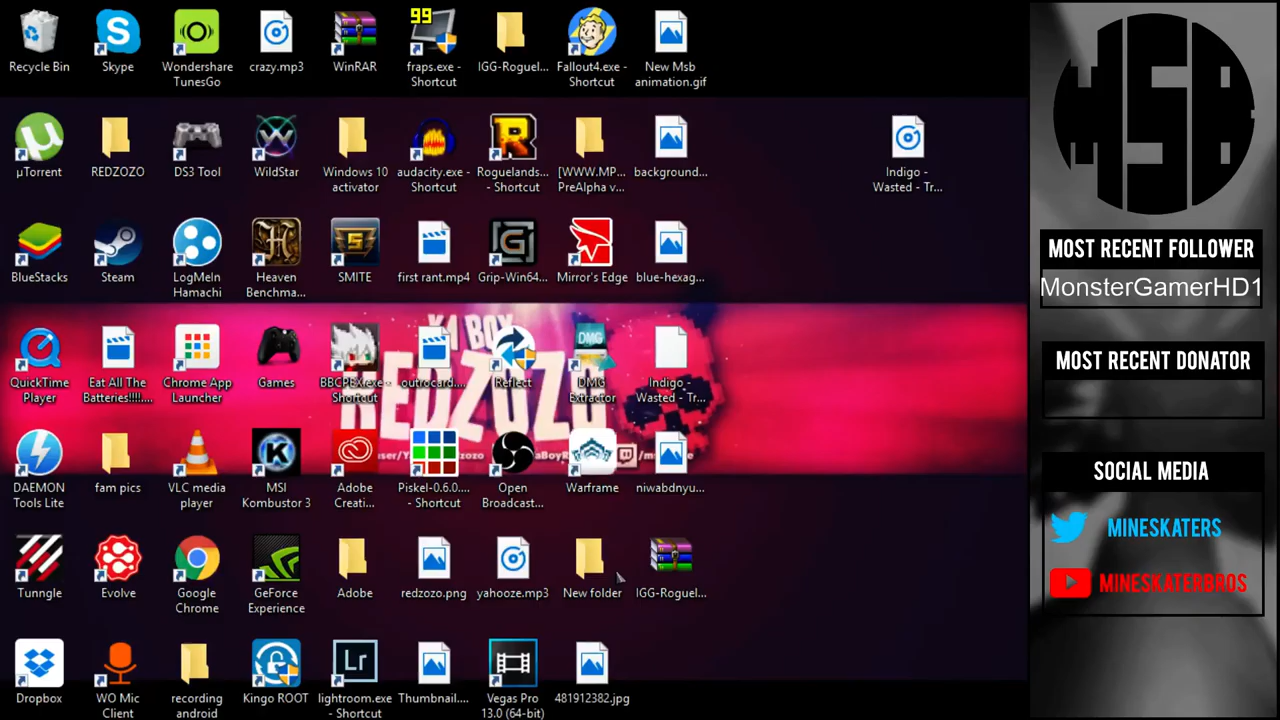 Recycle Bin
Skype
Wondershare
TunesGo
crazy.mp3
WinRAR
99
fraps.exe -
Shortcut
IGG-Roguel...
Fallout4.exe -
Shortcut
New Msb
animation.gif
MSB
µTorrent
REDZOZO
DS3 Tool
WildStar
Windows 10
activator
audacity.exe -
Shortcut
Roguelands...
- Shortcut
[WWW.MP...
PreAlpha v...
background...
Indigo -
Wasted - Tr...
BlueStacks
Steam
LogMeIn
Hamachi
Heaven
Benchma...
SMITE
first rant.mp4
Grip-Win64...
Mirror's Edge
blue-hexag...
MOST RECENT FOLLOWER
MonsterGamerHD1
QuickTime
Player
Eat All The
Batteries!!!!...
Chrome App
Launcher
Games
BBCPEX.exe -
Shortcut
outrocard....
Reflect
DMG
DMG
Extractor
Indigo -
Wasted - Tr...
BOX
REDZOZO
MOST RECENT DONATOR
DAEMON
Tools Lite
fam pics
VLC media
player
MSI
Kombustor 3
Adobe
Creati...
Piskel-0.6.0....
- Shortcut
Open
Broadcast...
Warframe
niwabdnyu...
SOCIAL MEDIA
MINESKATERS
MINESKATERBROS
Tunngle
Evolve
Google
Chrome
GeForce
Experience
Adobe
redzozo.png
yahooze.mp3
New folder
IGG-Roguel...
Dropbox
WO Mic
Client
recording
android
Kingo ROOT
Lr
lightroom.exe
- Shortcut
Thumbnail....
Vegas Pro
13.0 (64-bit)
481912382.jpg